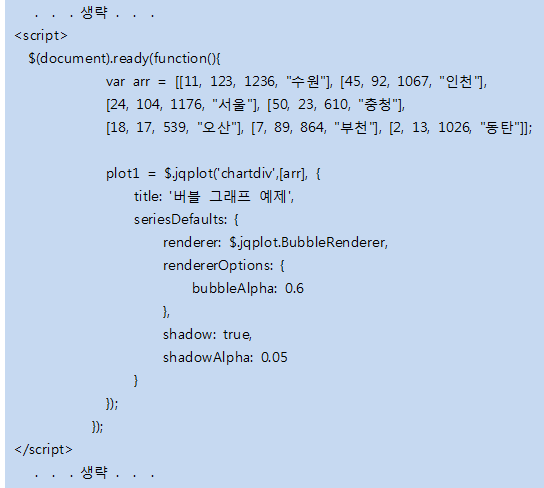 . . . 생략 . . .
<script>
$(document).ready(function(){
var arr = [[11, 123, 1236, "수원"], [45, 92, 1067, "인천"],
[24, 104, 1176, "서울"], [50, 23, 610, "충청"],
[18, 17, 539, "오산"], [7, 89, 864, "부천"], [2, 13, 1026, "동탄"]];
plot1 = $.jqplot('chartdiv',[arr], {
title: '버블 그래프 예제',
seriesDefaults: {
renderer: $.jqplot.BubbleRenderer,
rendererOptions: {
bubbleAlpha: 0.6
},
shadow: true,
shadowAlpha: 0.05
}
});
});
</script>
. . . 생략 . . .